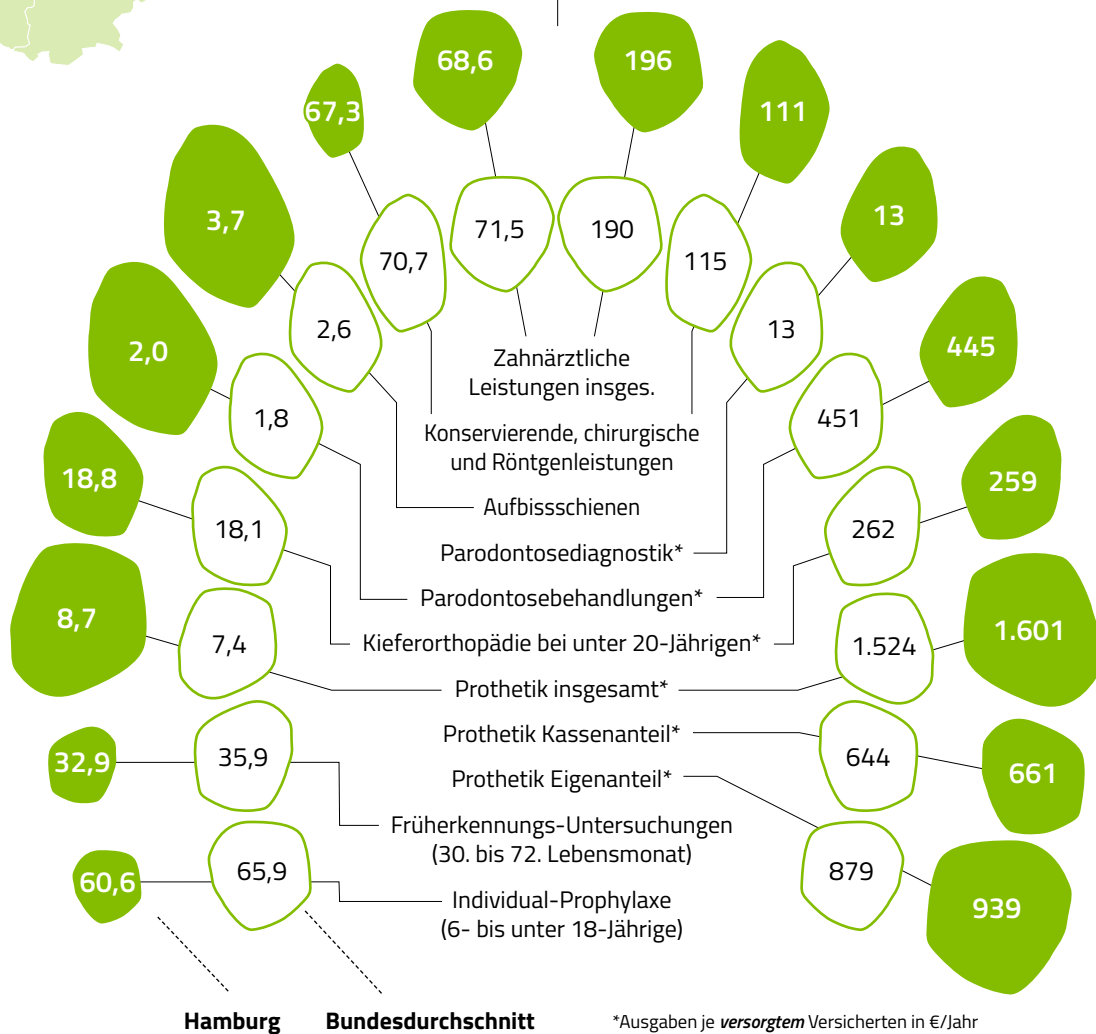 68,6
196
67,3
111
3,7
13
71,5
190
70,7
115
2,6
13
2,0
445
Zahnärztliche
Leistungen insges.
1,8
451
Konservierende, chirurgische
und Röntgenleistungen
18,8
259
Aufbissschienen
18,1
262
Parodontosediagnostik*
Parodontosebehandlungen*
8,7
1.601
7,4
Kieferorthopädie bei unter 20-Jährigen*
1.524
Prothetik insgesamt*
Prothetik Kassenanteil*
32,9
35,9
644
661
Prothetik Eigenanteil*
Früherkennungs-Untersuchungen
(30. bis 72. Lebensmonat)
60,6
65,9
879
Individual-Prophylaxe
(6- bis unter 18-Jährige)
939
Hamburg
Bundesdurchschnitt
*Ausgaben je versorgtem Versicherten in €/Jahr